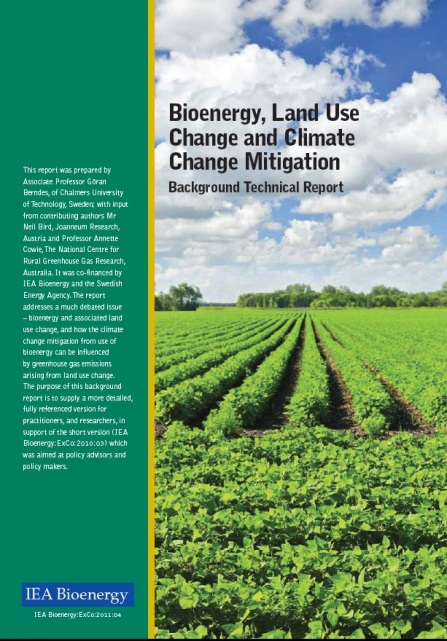 Bioenergy, Land Use
Change and Climate
Change Mitigation
Background Technical Report
This report was prepared by
Associate Professor Göran
Berndes, of Chalmers University
of Technology, Sweden; with input
from contributing authors Mr
Neil Bird, Joanneum Research,
Austria and Professor Annette
Cowie, The National Centre for
Rural Greenhouse Gas Research,
Australia. It was co-financed by
IEA Bioenergy and the Swedish
Energy Agency. The report
addresses a much debated issue
– bioenergy and associated land
use change, and how the climate
change mitigation from use of
bioenergy can be influenced
by greenhouse gas emissions
arising from land use change.
The purpose of this background
report is to supply a more detailed,
fully referenced version for
practitioners, and researchers, in
support of the short version (IEA
Bioenergy:ExCo:2010:03) which
was aimed at policy advisors and
policy makers.
IEA Bioenergy
IEA Bioenergy:ExCo:2011:04